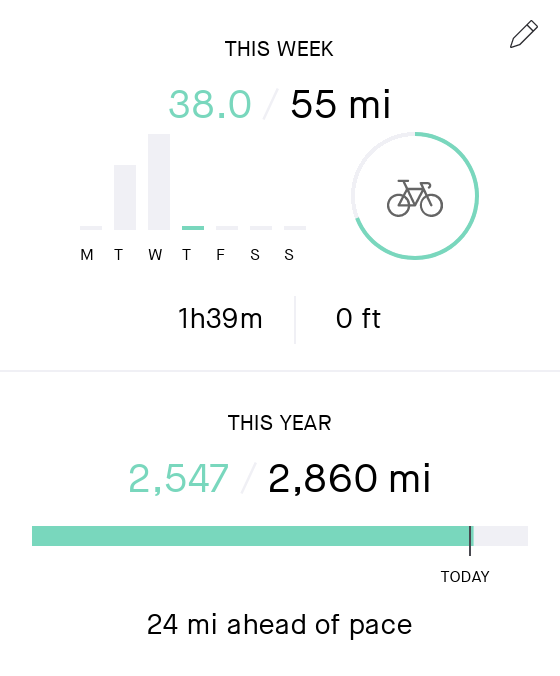 THIS WEEK
38.0 / 55 mi
M T W T F S S
1h39m 0 ft
THIS YEAR
2,547 / 2,860 mi
TODAY
24 mi ahead of pace